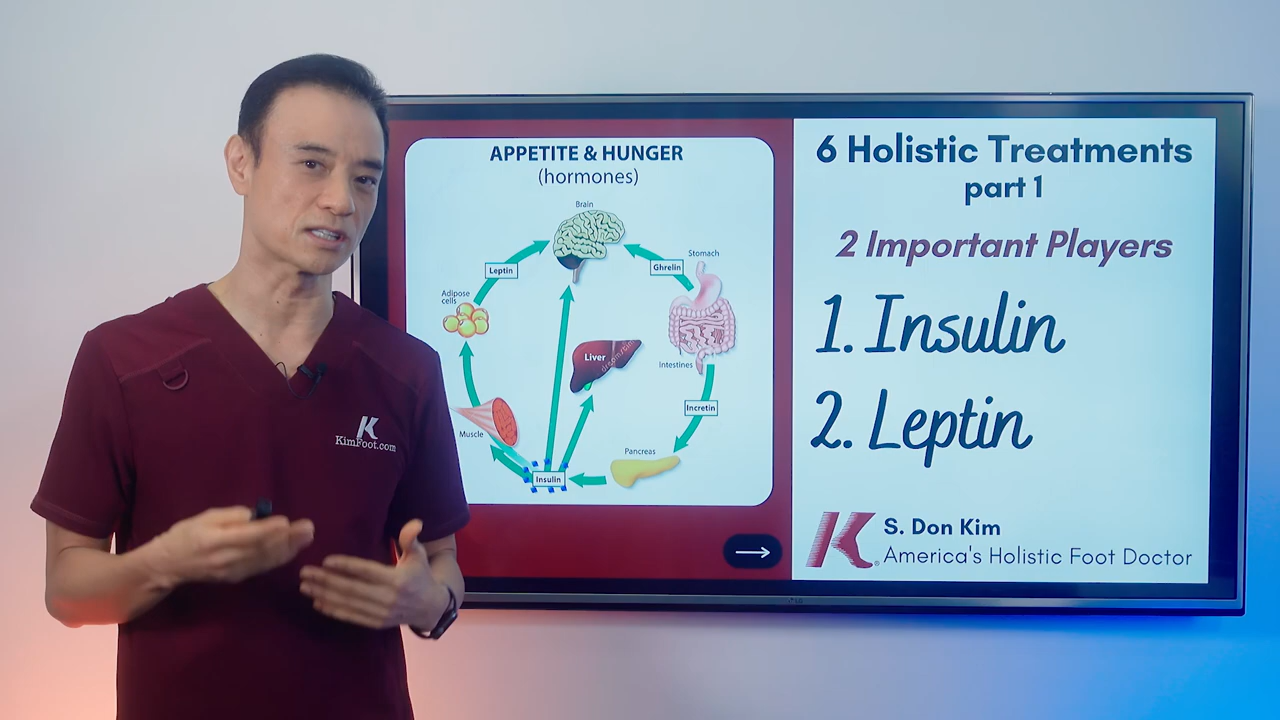 APPETITE & HUNGER
(hormones)
Brain
Leptin
Ghrelin
Stomach
Adipose
cells
Liver
Intestines
Incretin
Muscle
Pancreas
Insulin
6 Holistic Treatments
part 1
2 Important Players
1. Insulin
2. Leptin
K
S. Don Kim
America's Holistic Foot Doctor
K
KimFoot.com
LG